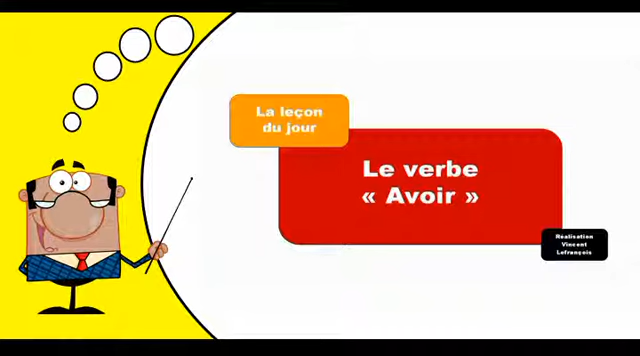 La leçon
du jour
Le verbe
« Avoir »
Réalisation
Vincent
Lefrançois